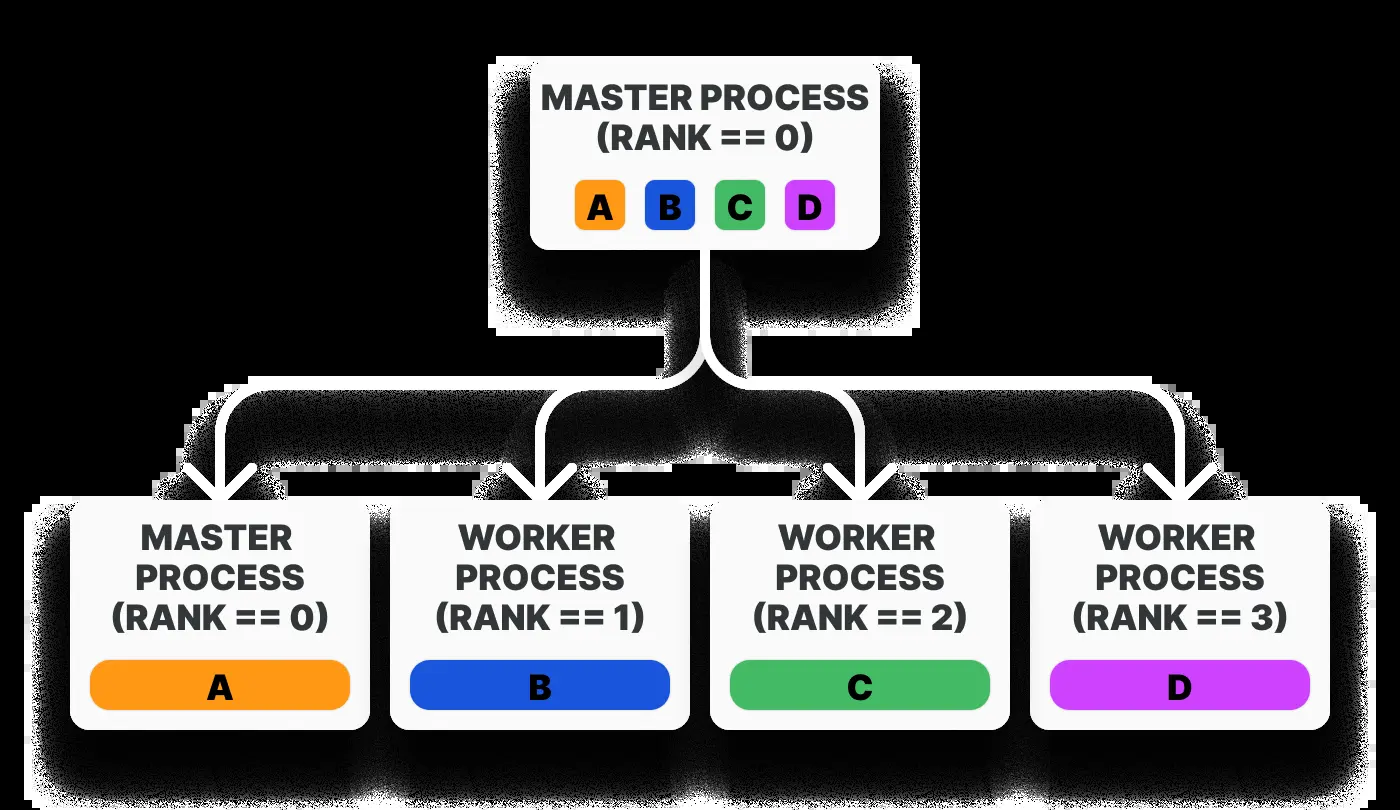 MASTER PROCESS
(RANK == 0)
A B C D
MASTER
PROCESS
(RANK == 0)
A
WORKER
PROCESS
(RANK == 1)
B
WORKER
PROCESS
(RANK == 2)
C
WORKER
PROCESS
(RANK == 3)
D